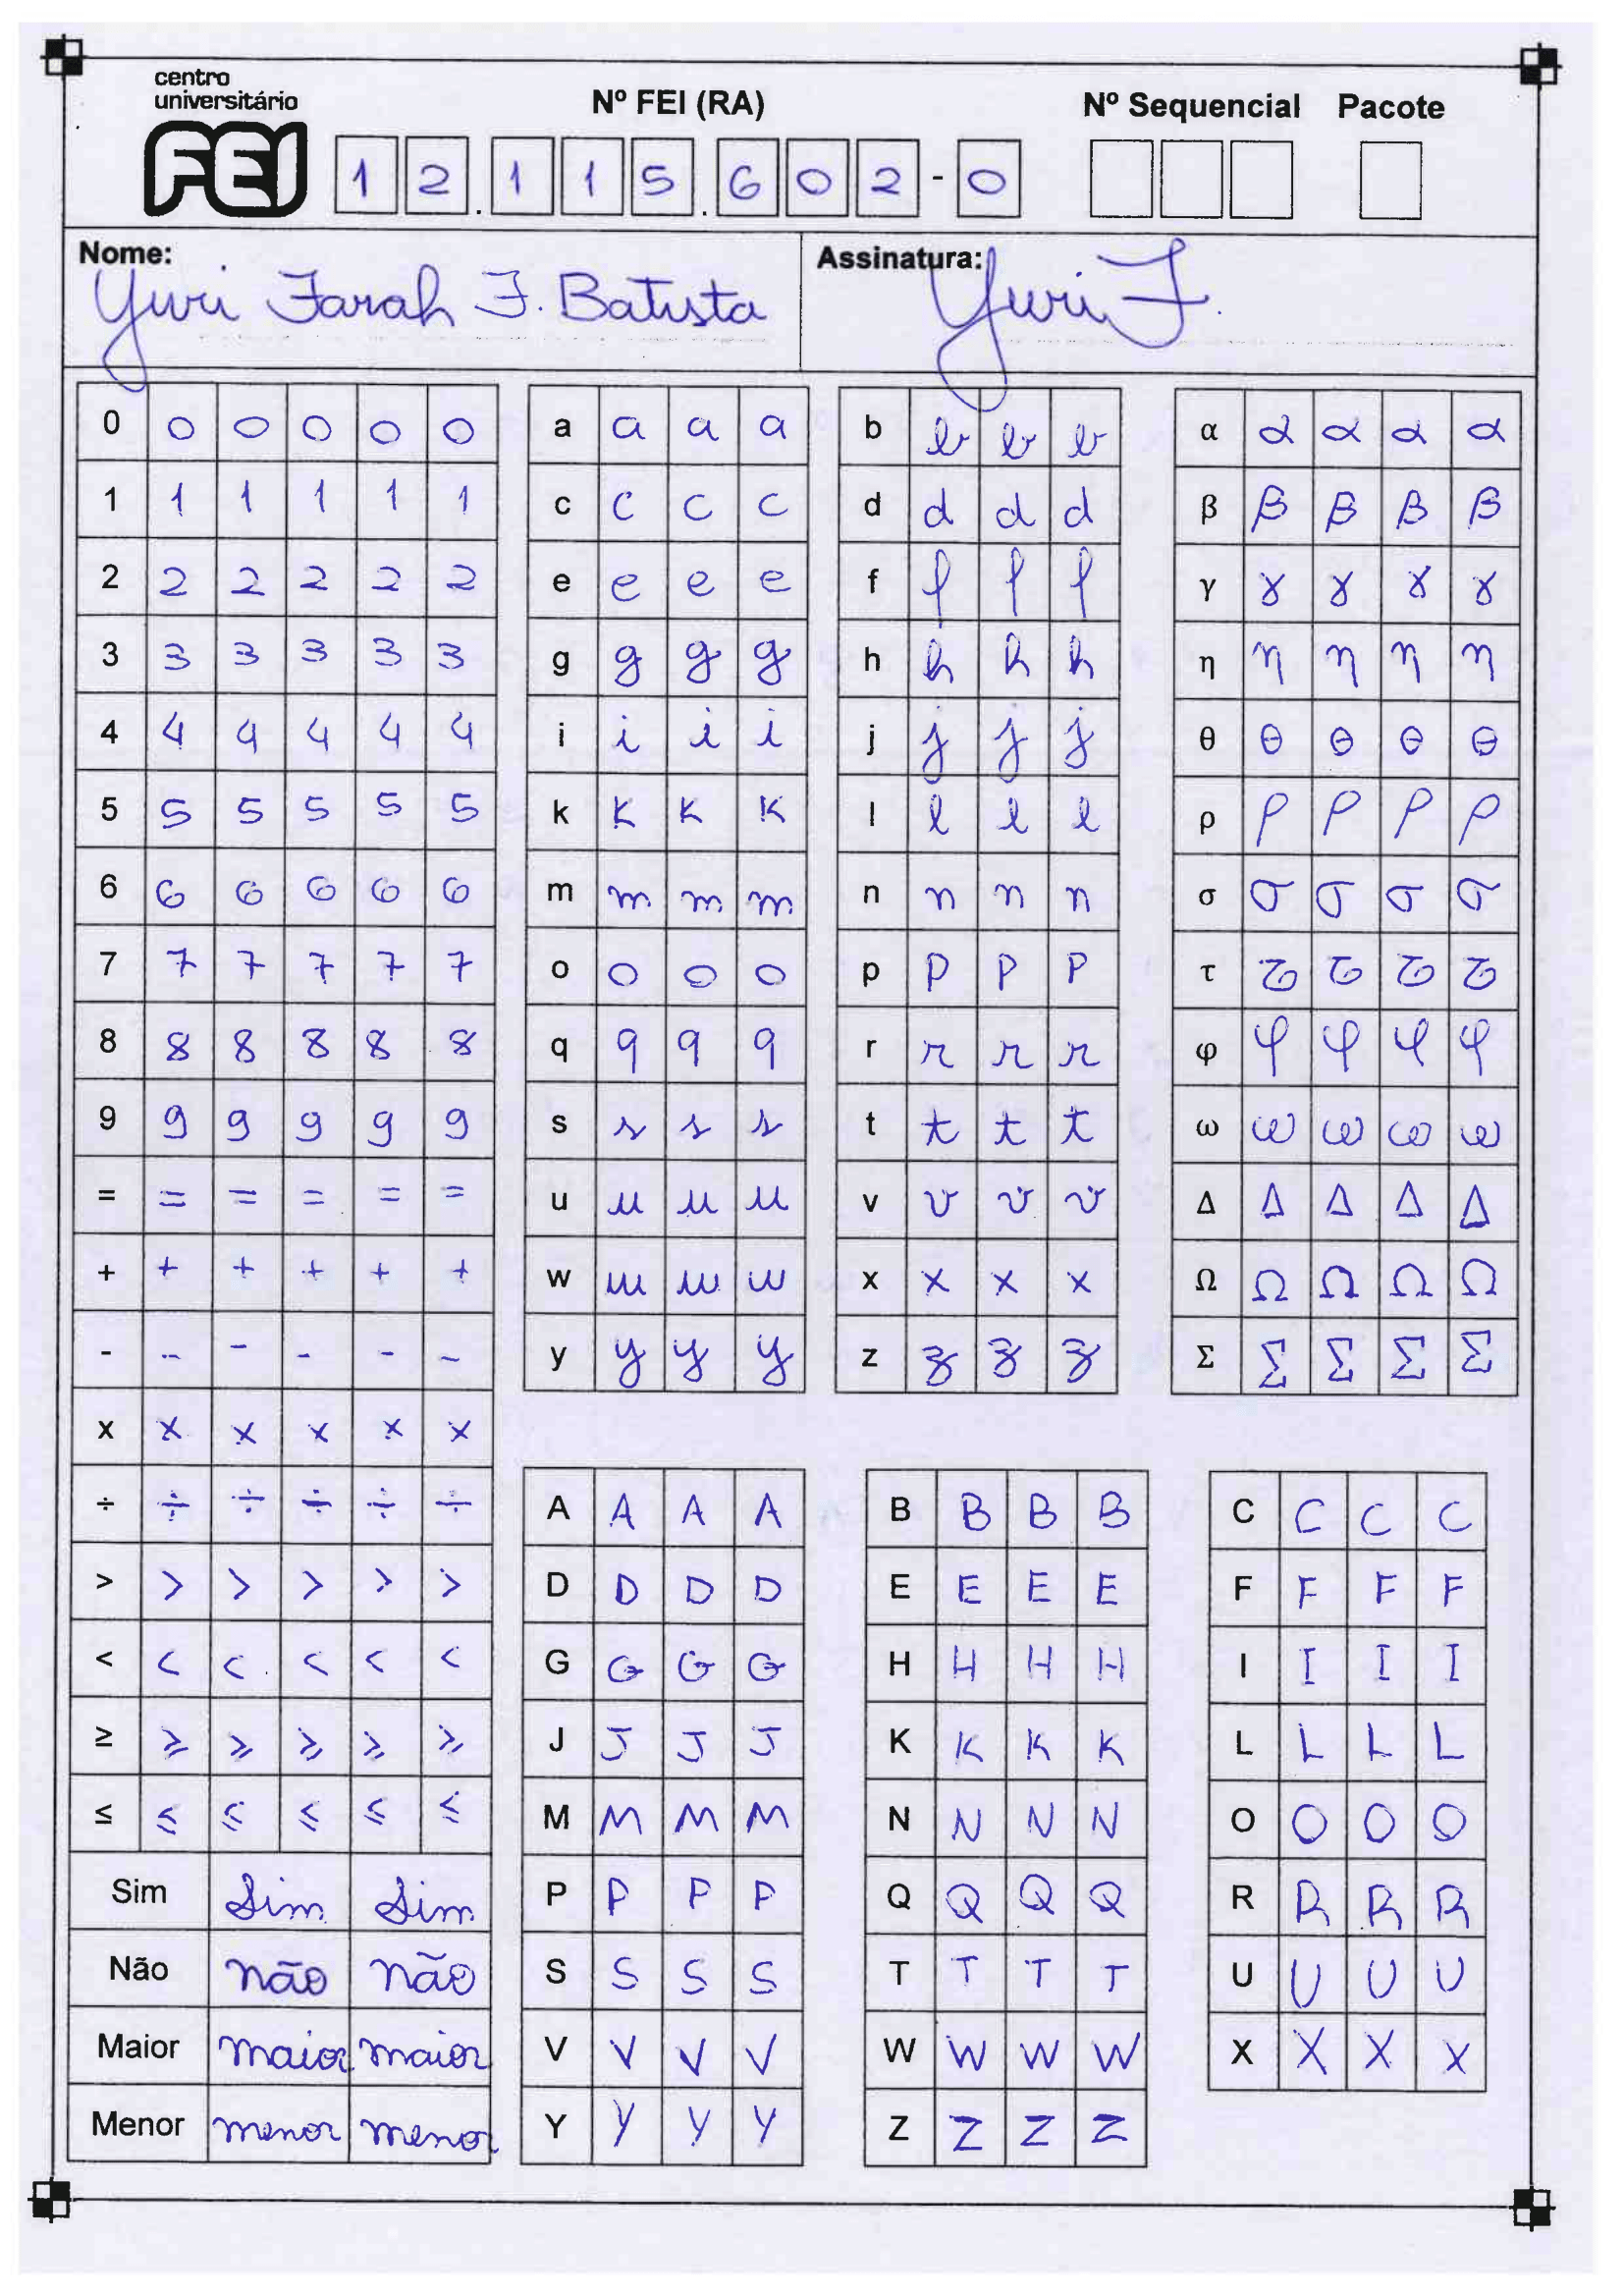 centro
universitário
FEI
Nº FEI (RA) Nº Sequencial Pacote
1 2 . 1 1 5 . 6 0 2 - 0
Nome: Assinatura:
Yuri Farah F. Batista Yuri F.
0 0 0 0 0 0 a a a a b b b b α α α α α
1 1 1 1 1 1 c c c c d d d d β β β β β
2 2 2 2 2 2 e e e e f f f f γ γ γ γ γ
3 3 3 3 3 3 g g g g h h h h η η η η η
4 4 4 4 4 4 i i i i j j j j θ θ θ θ θ
5 5 5 5 5 5 k k k k l l l l ρ ρ ρ ρ ρ
6 6 6 6 6 6 m m m m n n n n σ σ σ σ σ
7 7 7 7 7 7 o o o o p p p p τ τ τ τ τ
8 8 8 8 8 8 q q q q r r r r φ φ φ φ φ
9 9 9 9 9 9 s s s s t t t t ω ω ω ω ω
= = = = = = u u u u v v v v Δ Δ Δ Δ Δ
+ + + + + + w w w w x x x x Ω Ω Ω Ω Ω
- - - - - - y y y y z z z z Σ Σ Σ Σ Σ
x x x x x x
÷ ÷ ÷ ÷ ÷ ÷ A A A A B B B B C C C C
> > > > > > D D D D E E E E F F F F
< < < < < < G G G G H H H H I I I I
≥ ≥ ≥ ≥ ≥ ≥ J J J J K K K K L L L L
≤ ≤ ≤ ≤ ≤ ≤ M M M M N N N N O O O O
Sim Sim Sim P P P P Q Q Q Q R R R R
Não não não S S S S T T T T U U U U
Maior maior maior V V V V W W W W X X X X
Menor menor menor Y Y Y Y Z Z Z Z